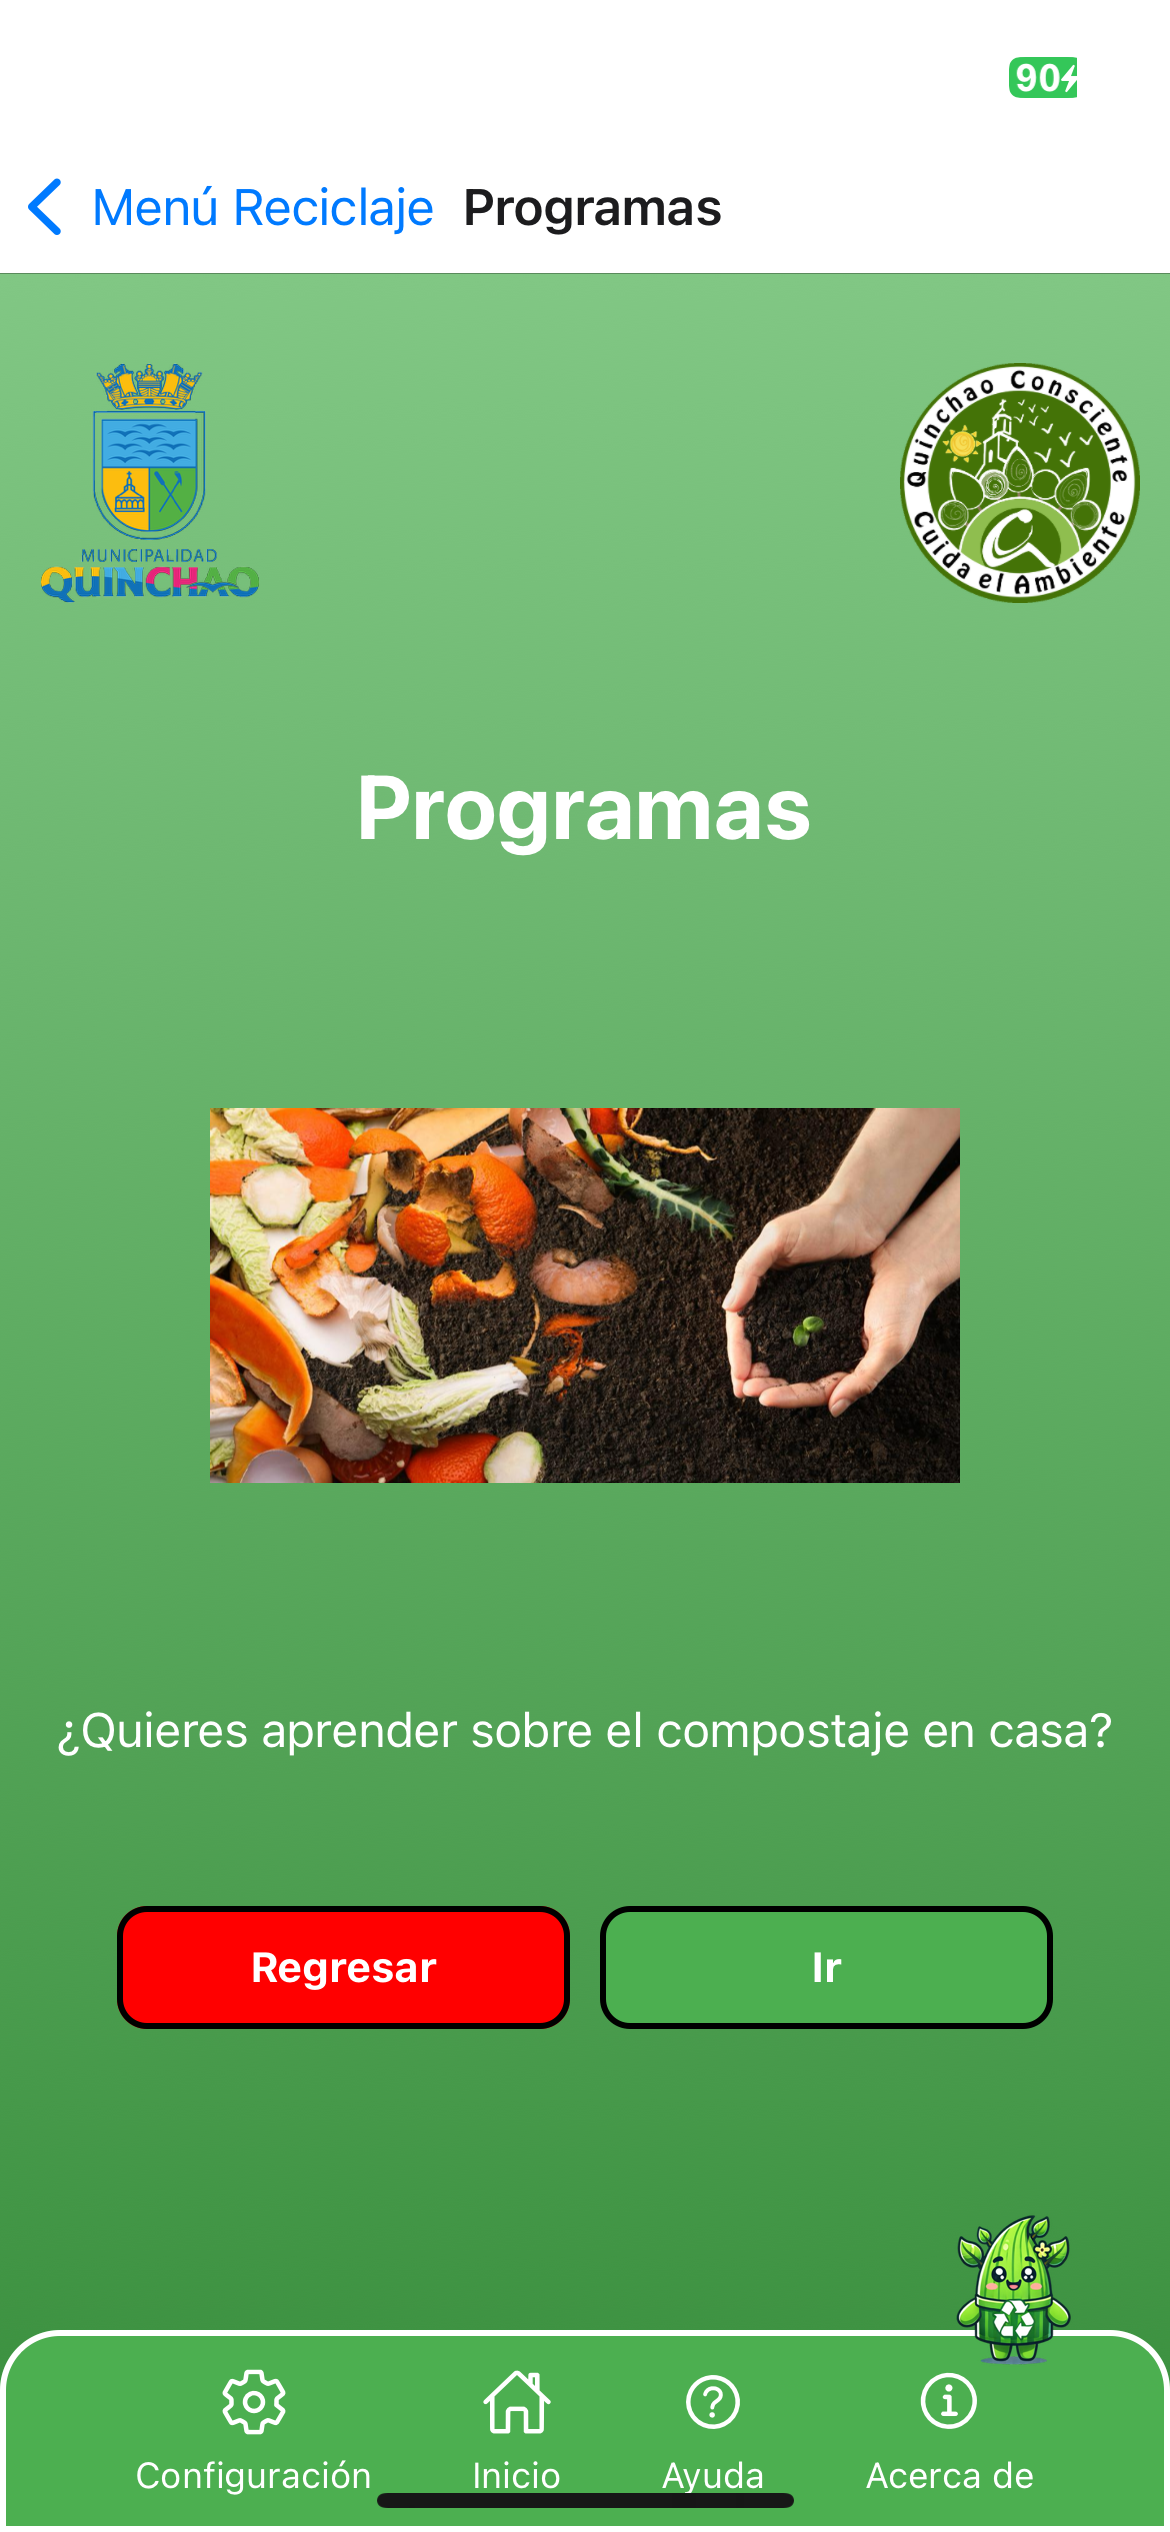 90
Menú Reciclaje Programas
MUNICIPALIDAD
QUINCHAO
Quinchao Consciente
Cuida el Ambiente
Programas
¿Quieres aprender sobre el compostaje en casa?
Regresar Ir
Configuración Inicio Ayuda Acerca de